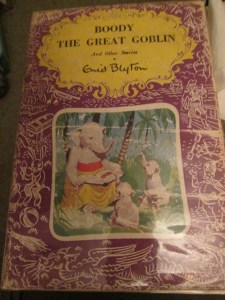 BOODY
THE GREAT GOBLIN
And Other Stories
Enid Blyton